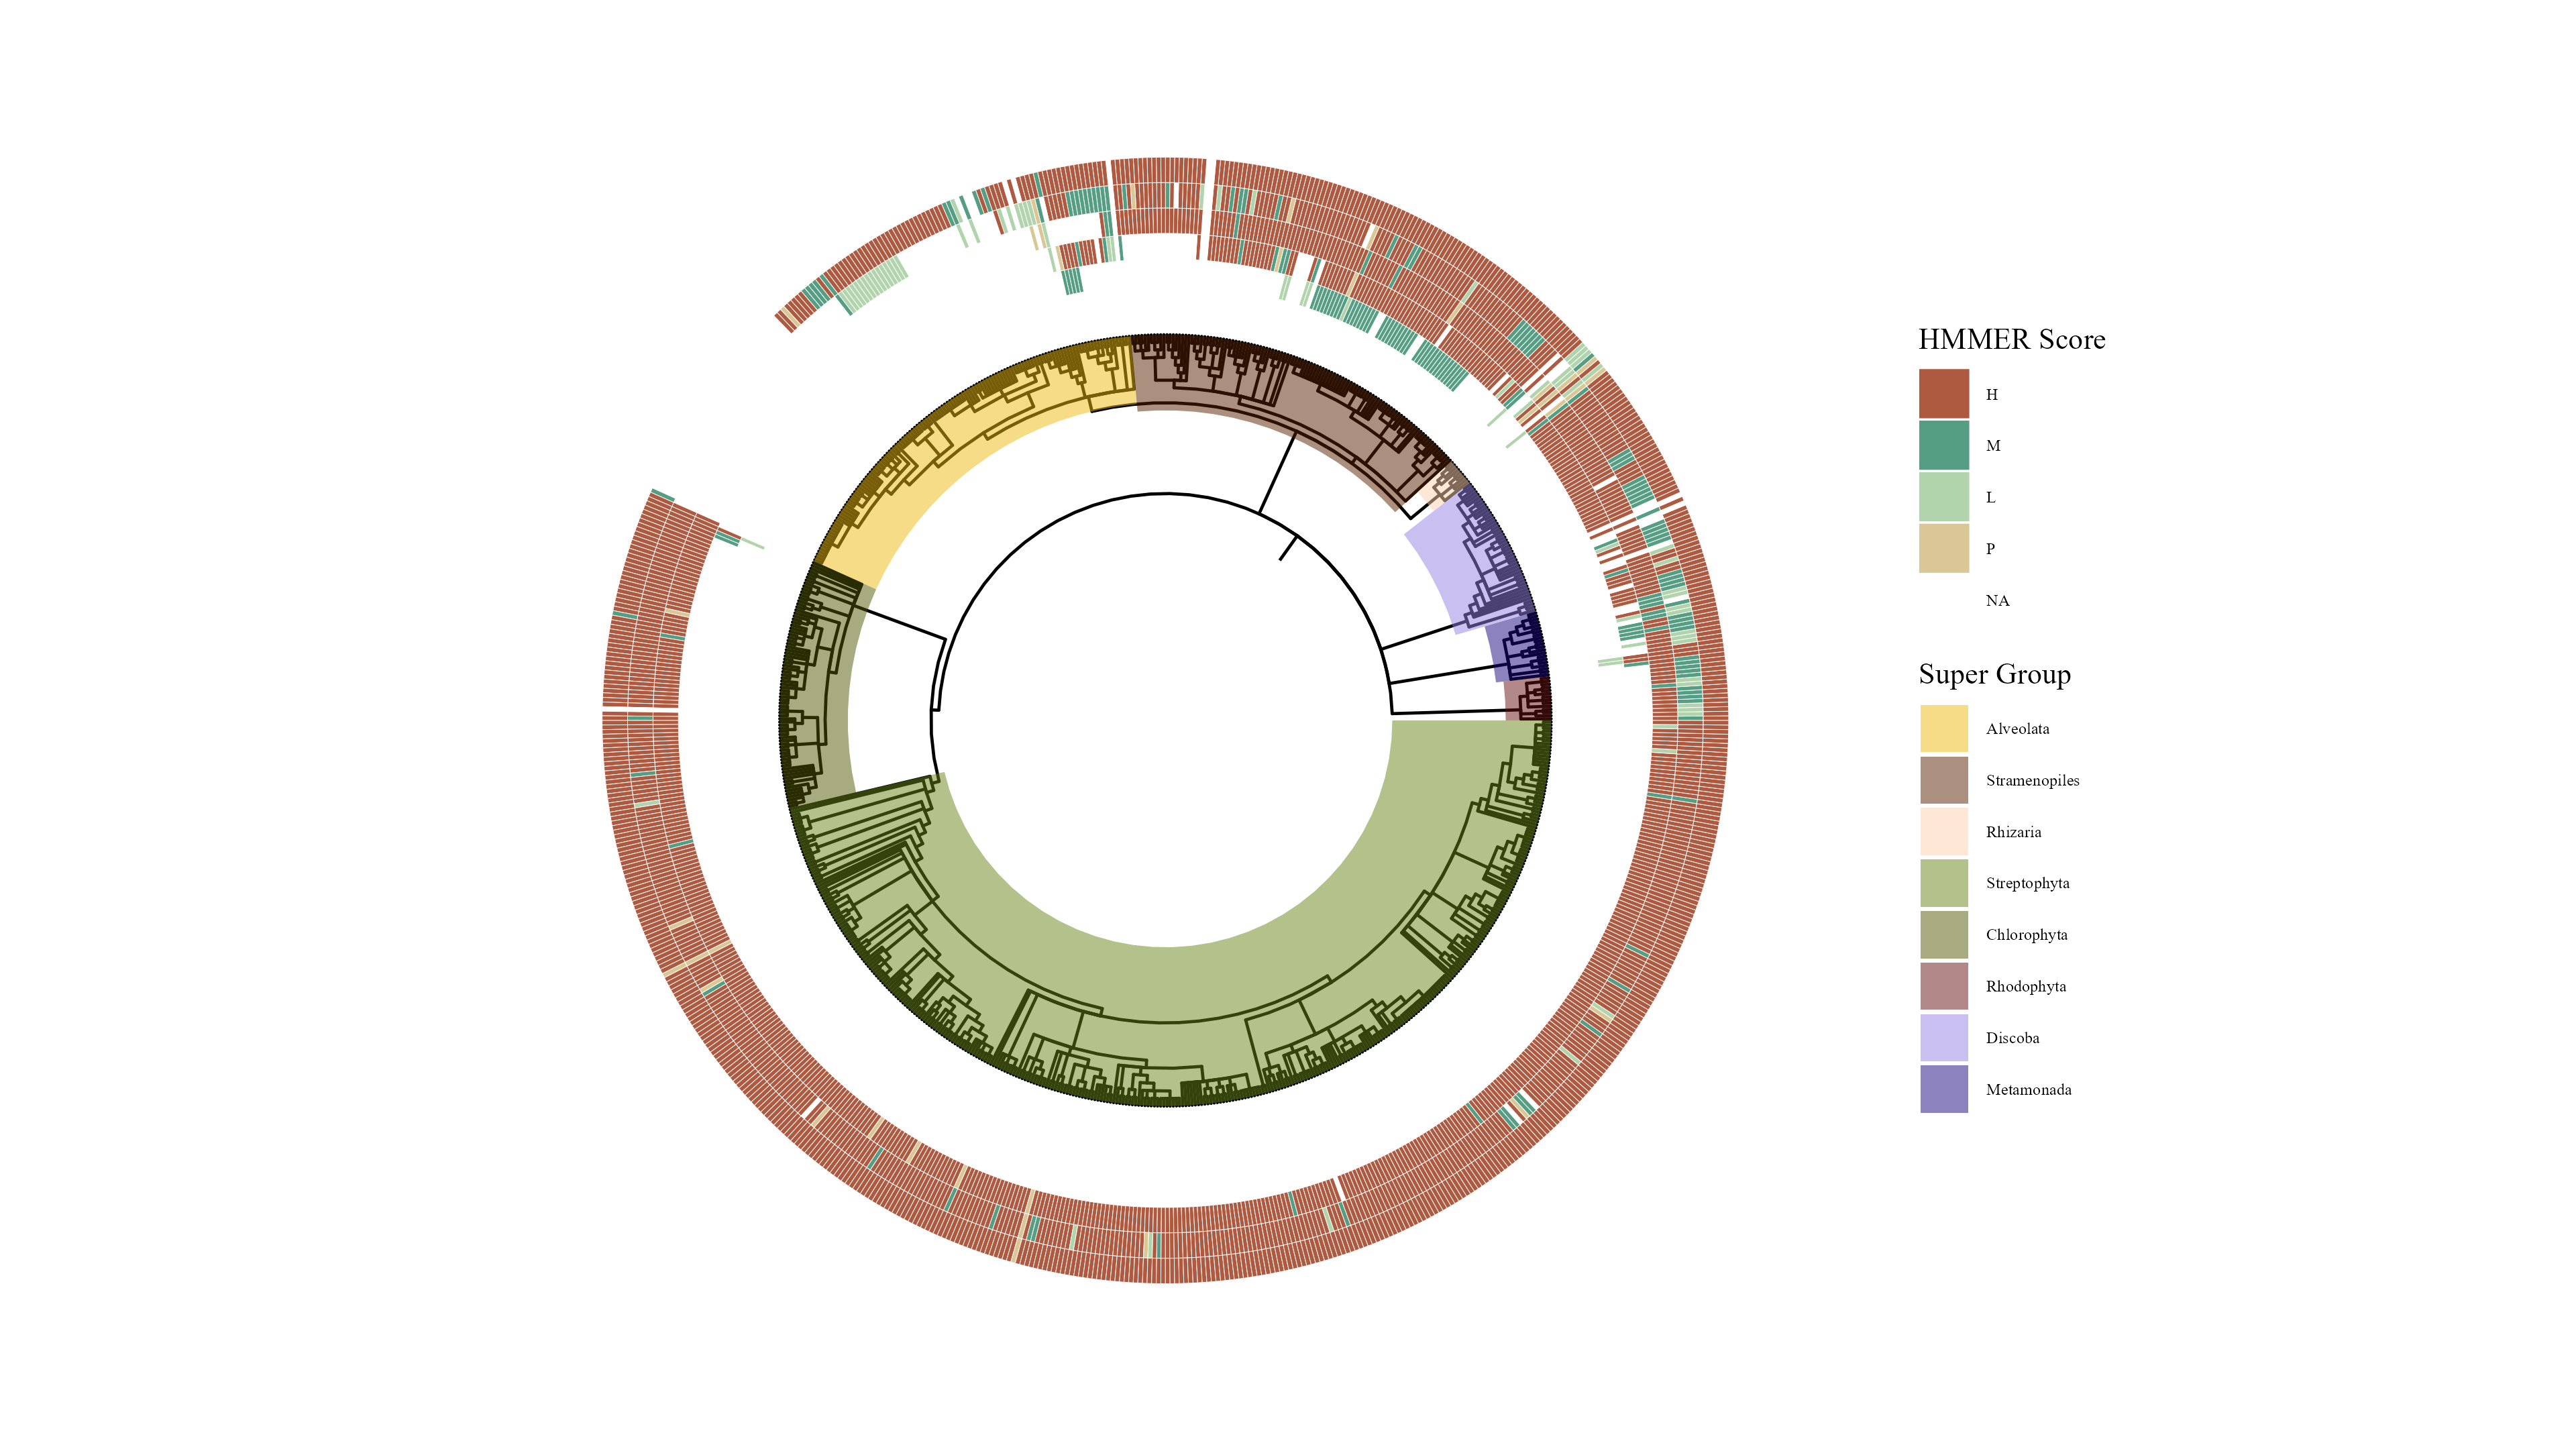 HMMER Score
H
M
L
P
NA
Super Group
Alveolata
Stramenopiles
Rhizaria
Streptophyta
Chlorophyta
Rhodophyta
Discoba
Metamonada